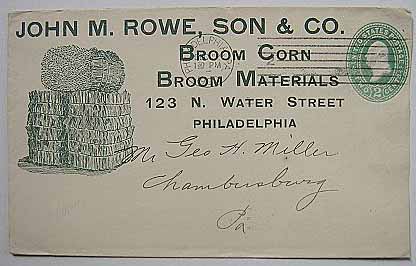 JOHN M. ROWE, SON & CO.
BROOM CORN
BROOM MATERIALS
123 N. WATER STREET
PHILADELPHIA
Mr Geo H. Miller
Chambersburg
Pa